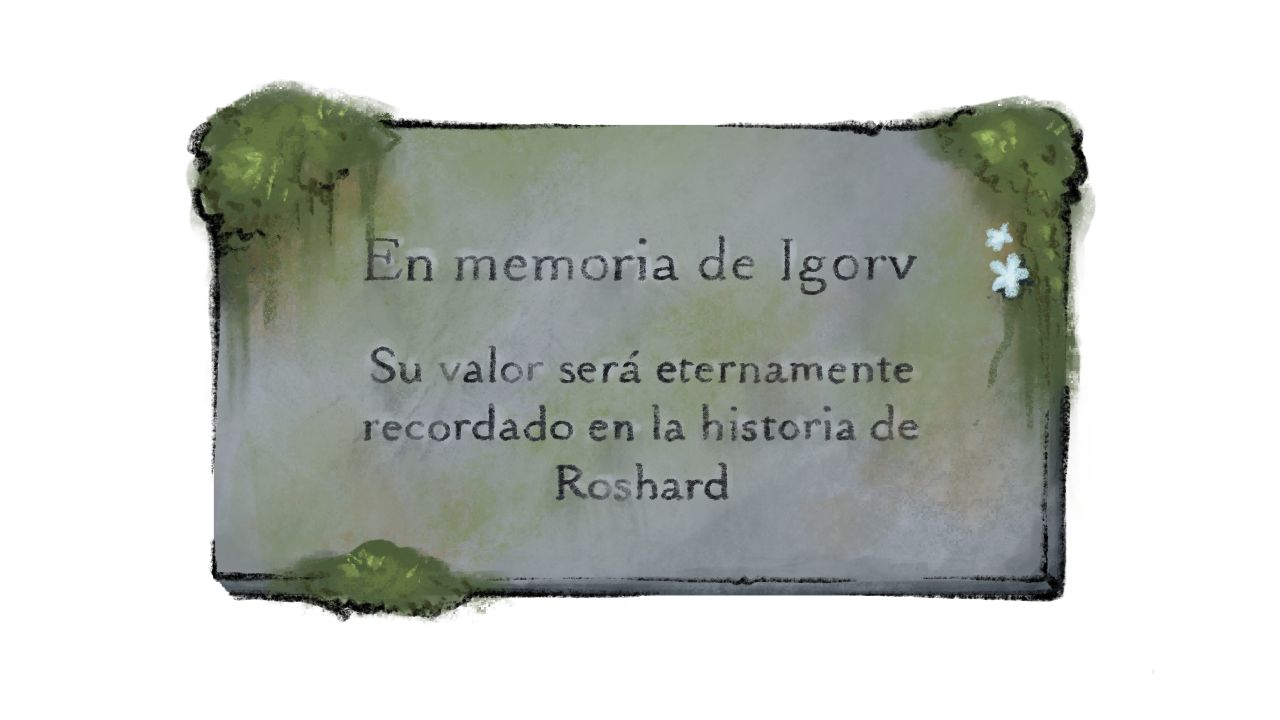 En memoria de Igorv
Su valor será eternamente
recordado en la historia de
Roshard